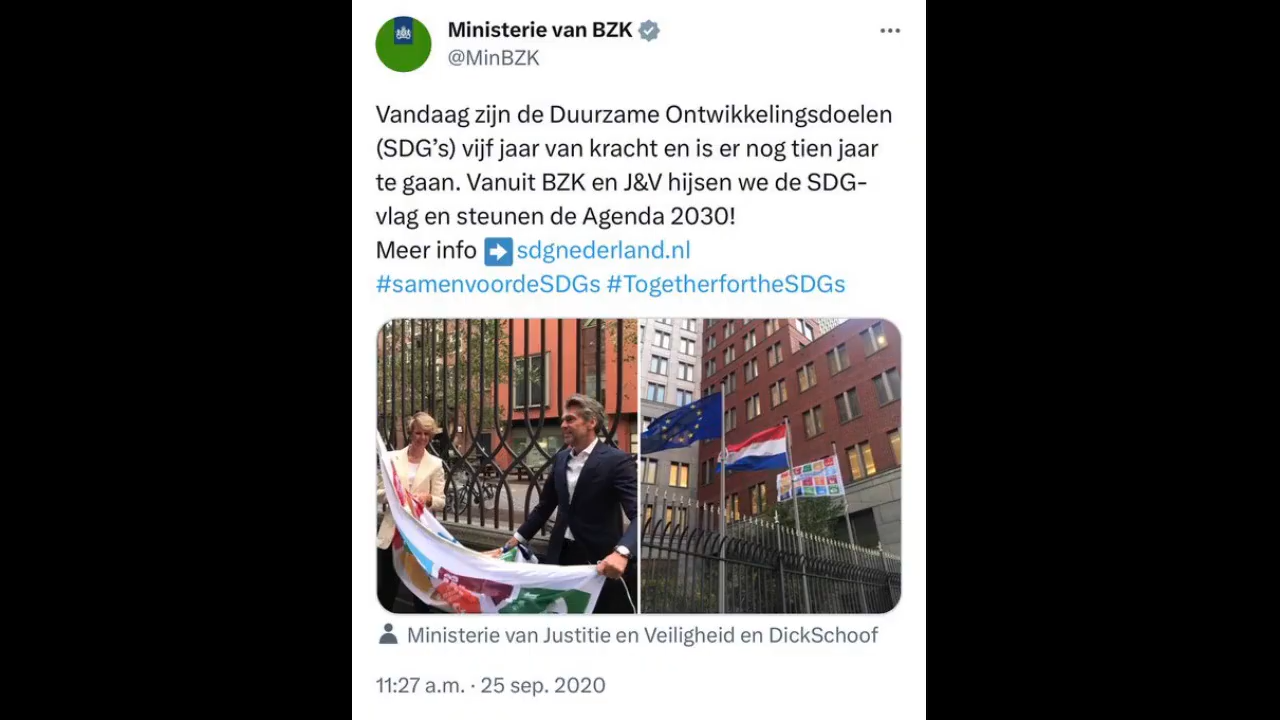 Ministerie van BZK
@MinBZK
Vandaag zijn de Duurzame Ontwikkelingsdoelen
(SDG’s) vijf jaar van kracht en is er nog tien jaar
te gaan. Vanuit BZK en J&V hijsen we de SDG-
vlag en steunen de Agenda 2030!
Meer info ➡️ sdgnederland.nl
#samenvoordeSDGs #TogetherfortheSDGs
Ministerie van Justitie en Veiligheid en DickSchoof
11:27 a.m. · 25 sep. 2020